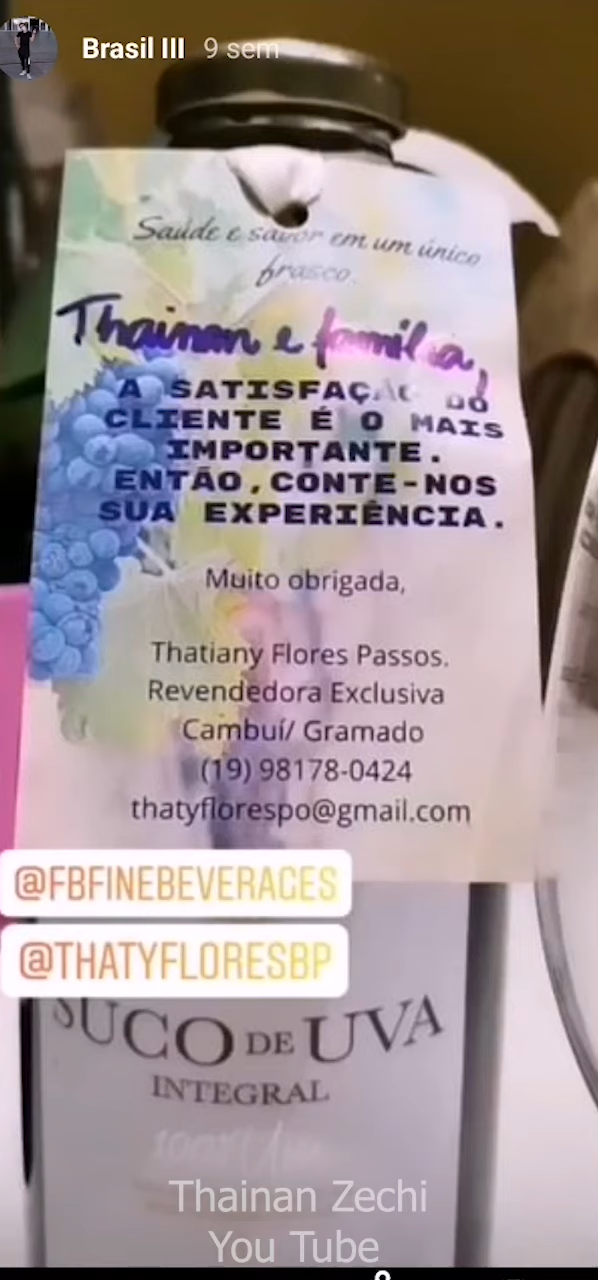 Brasil III 9 sem
Saúde e sabor em um único
frasco.
Thainan e família,
A SATISFAÇÃO DO
CLIENTE É O MAIS
IMPORTANTE.
ENTÃO, CONTE-NOS
SUA EXPERIÊNCIA.
Muito obrigada,
Thatiany Flores Passos.
Revendedora Exclusiva
Cambuí/ Gramado
(19) 98178-0424
thatyflorespo@gmail.com
@FBFINEBEVERAGES
@THATYFLORESBP
SUCO DE UVA
INTEGRAL
Thainan Zechi
You Tube